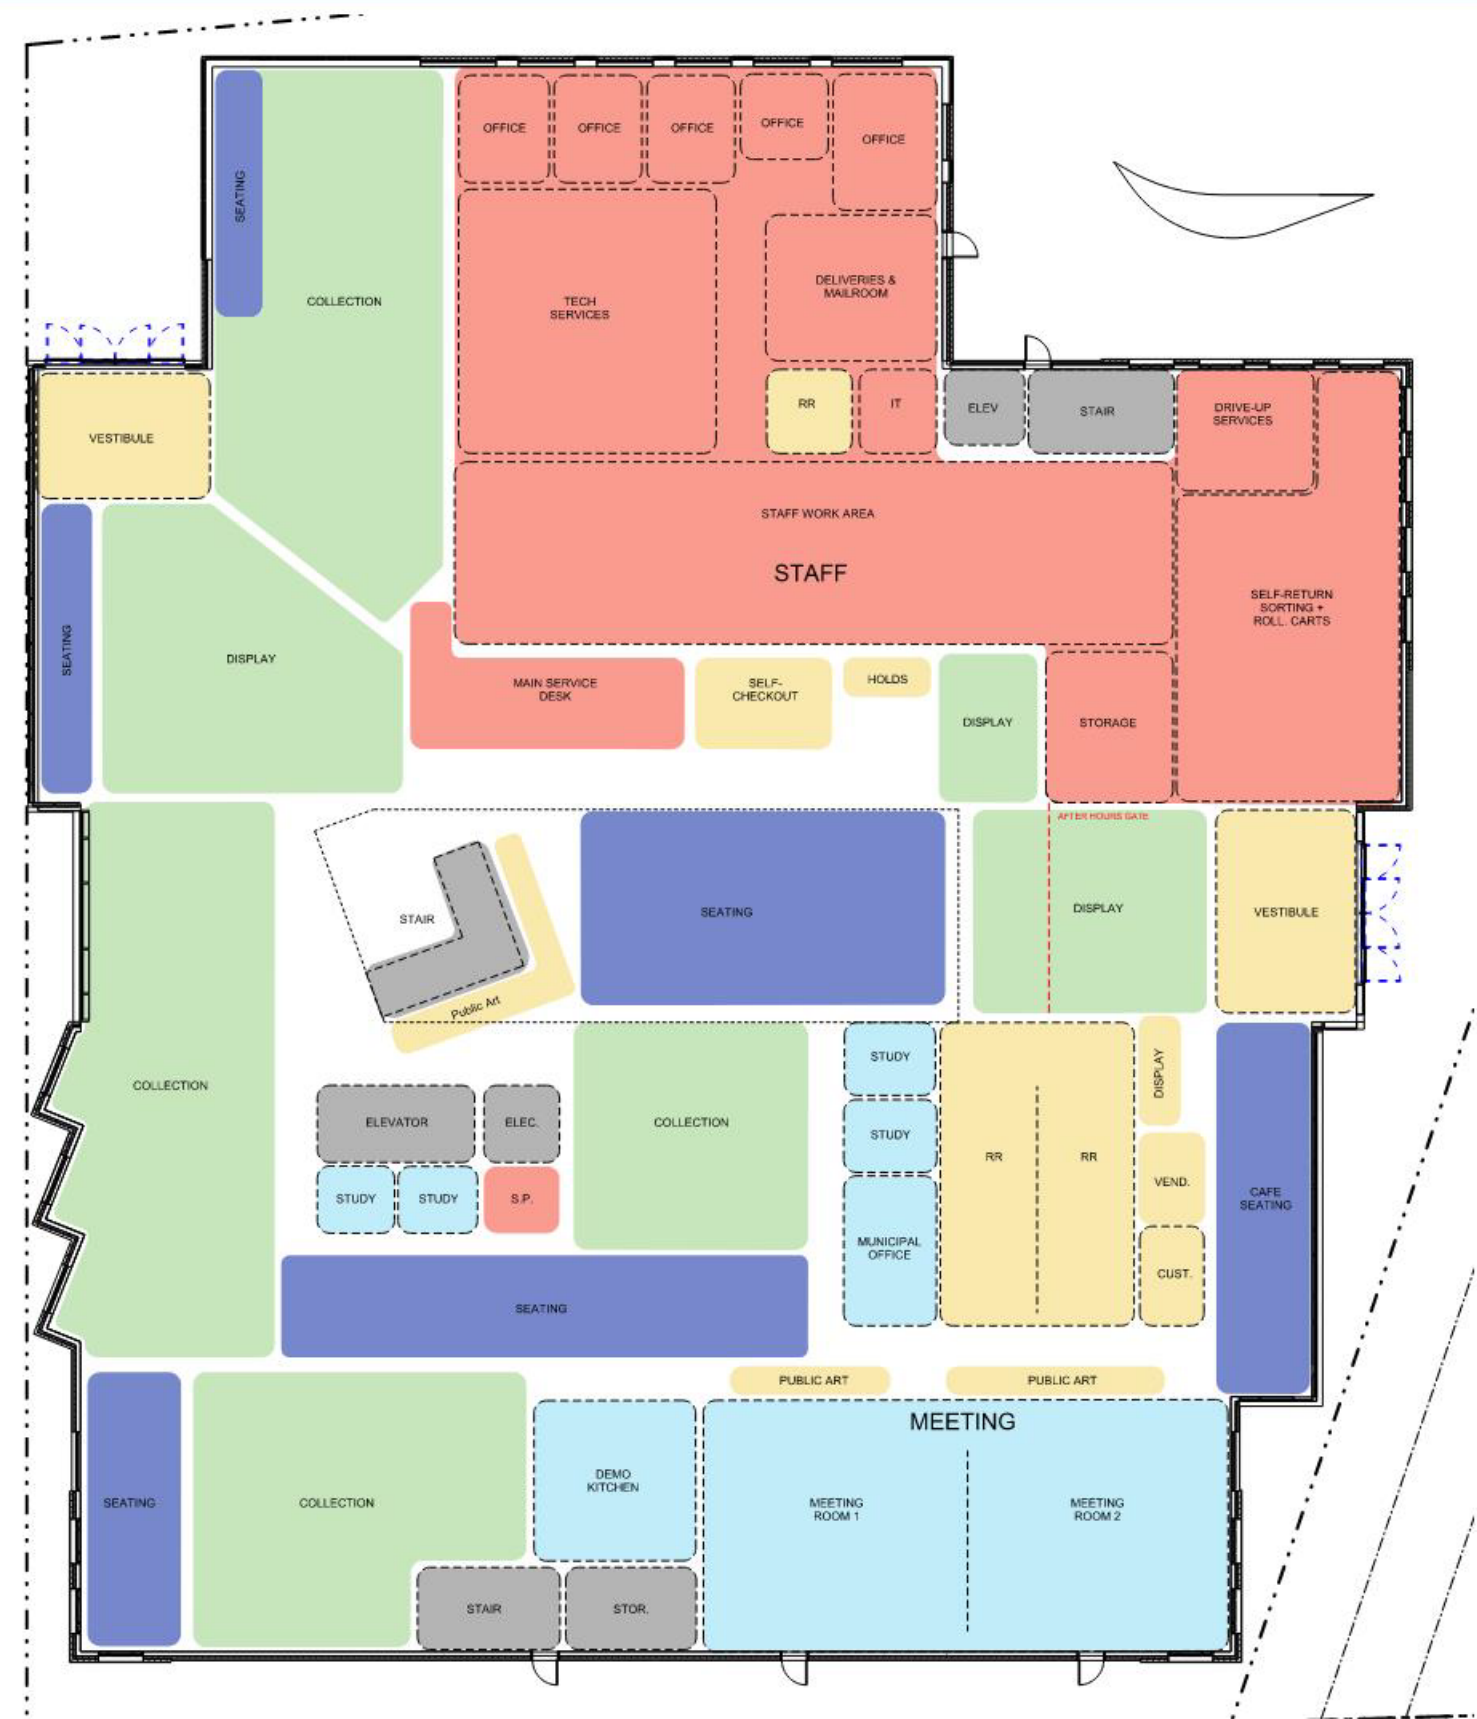 OFFICE
OFFICE
OFFICE
OFFICE
OFFICE
SEATING
COLLECTION
TECH
SERVICES
DELIVERIES &
MAILROOM
RR
IT
ELEV
STAIR
DRIVE-UP
SERVICES
VESTIBULE
STAFF WORK AREA
STAFF
SELF-RETURN
SORTING +
ROLL. CARTS
SEATING
DISPLAY
MAIN SERVICE
DESK
SELF-
CHECKOUT
HOLDS
DISPLAY
STORAGE
AFTER HOURS GATE
STAIR
SEATING
DISPLAY
VESTIBULE
Public Art
COLLECTION
ELEVATOR
ELEC.
COLLECTION
STUDY
STUDY
RR
RR
DISPLAY
STUDY
STUDY
S.P.
VEND.
CAFE
SEATING
MUNICIPAL
OFFICE
CUST.
SEATING
PUBLIC ART
PUBLIC ART
MEETING
SEATING
COLLECTION
DEMO
KITCHEN
MEETING
ROOM 1
MEETING
ROOM 2
STAIR
STOR.